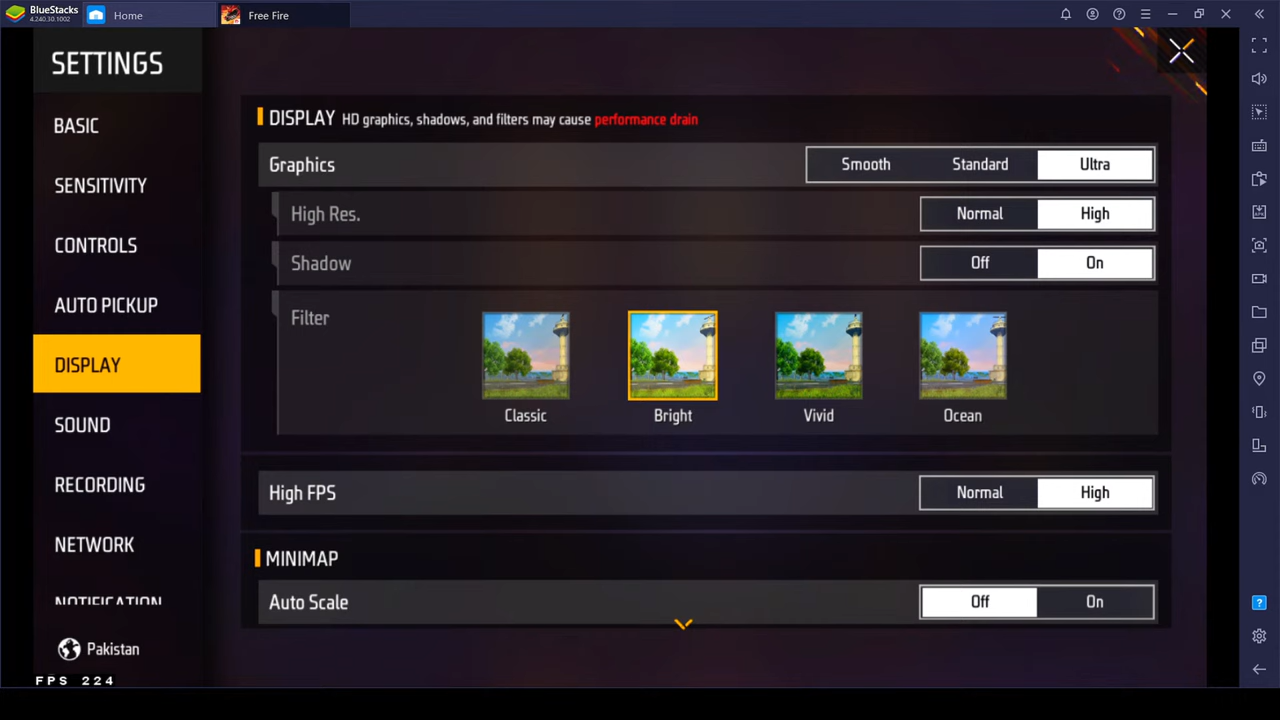 BlueStacks
4.240.30.1002
Home
Free Fire
SETTINGS
BASIC
SENSITIVITY
CONTROLS
AUTO PICKUP
DISPLAY
SOUND
RECORDING
NETWORK
NOTIFICATION
Pakistan
FPS 224
DISPLAY HD graphics, shadows, and filters may cause performance drain
Graphics Smooth Standard Ultra
High Res. Normal High
Shadow Off On
Filter
Classic Bright Vivid Ocean
High FPS Normal High
MINIMAP
Auto Scale Off On